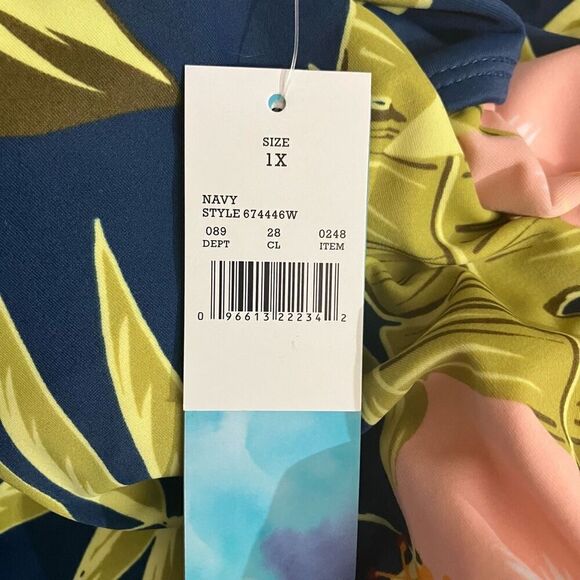 SIZE
1X
NAVY
STYLE 674446W
089 28 0248
DEPT CL ITEM
0 96613 22234 2